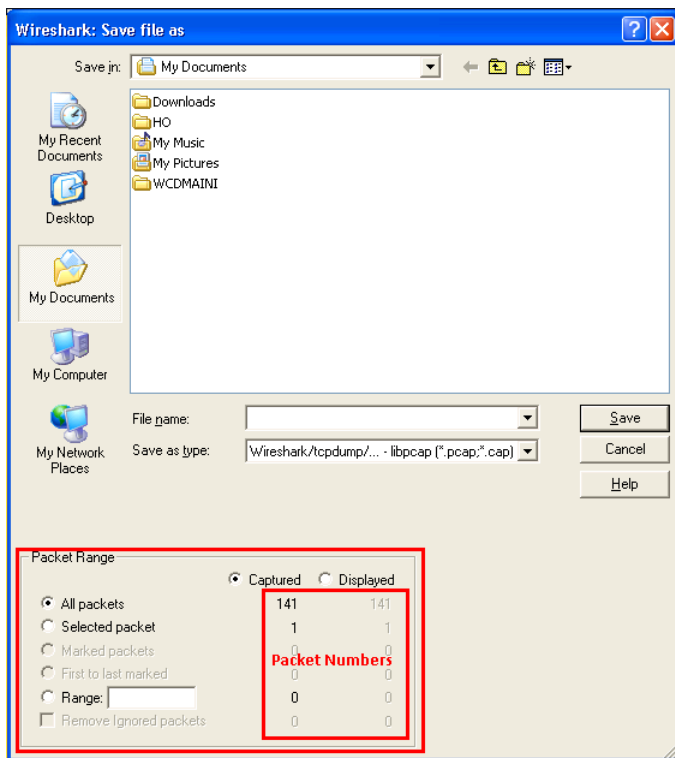 Wireshark: Save file as
Save in: My Documents
My Recent Documents
Desktop
My Documents
My Computer
My Network Places
Downloads
HO
My Music
My Pictures
WCDMAINI
File name:
Save
Save as type: Wireshark/tcpdump/... - libpcap (*.pcap;*.cap)
Cancel
Help
Packet Range
Captured Displayed
All packets 141 141
Selected packet 1 1
Marked packets 0 0
Packet Numbers
First to last marked 0 0
Range: 0 0
Remove Ignored packets 0 0